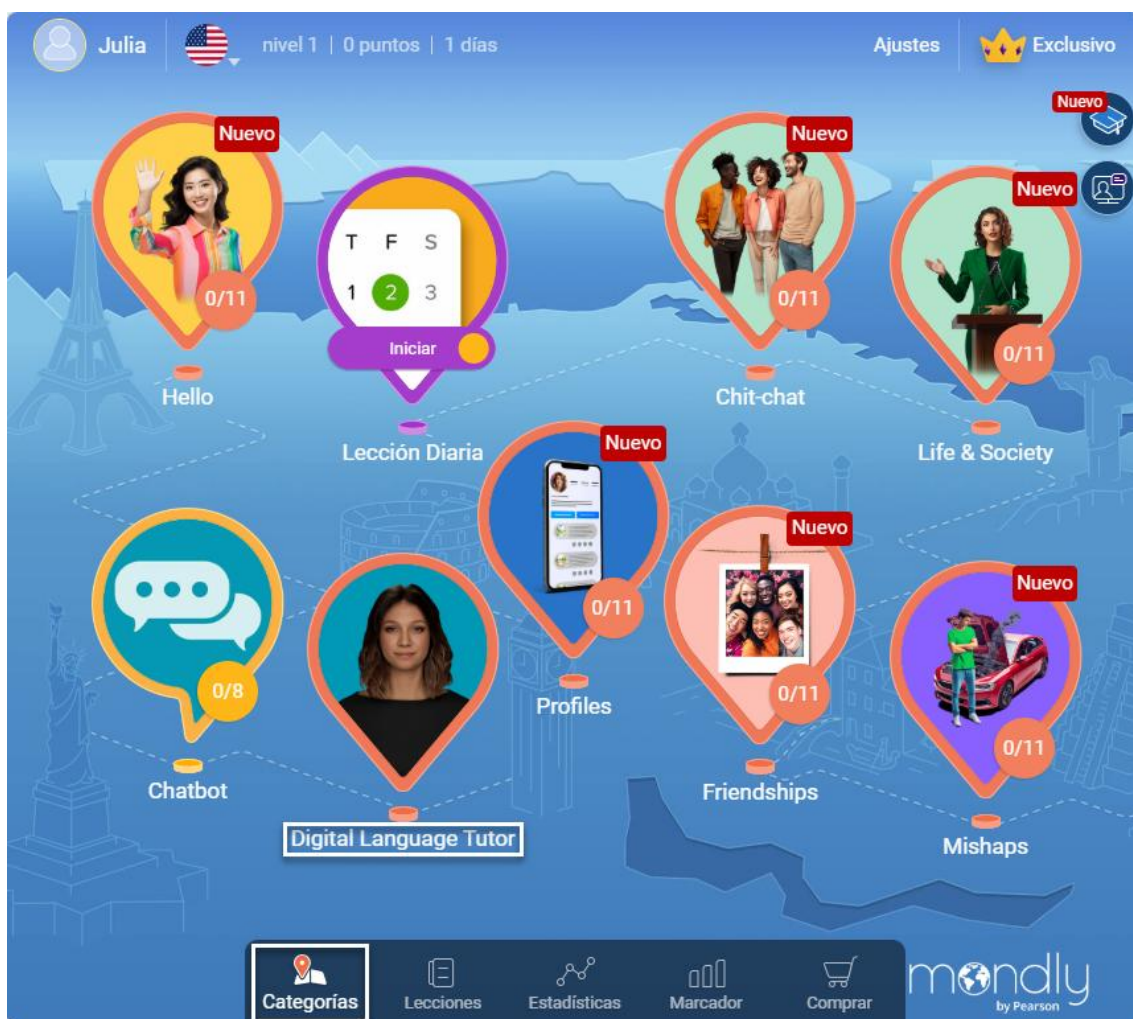 Julia
nivel 1 | 0 puntos | 1 días
Ajustes
Exclusivo
Nuevo
Nuevo
Nuevo
Nuevo
T F S
1 2 3
0/11
0/11
Iniciar
0/11
Hello
Chit-chat
Lección Diaria
Life & Society
Nuevo
Nuevo
Nuevo
0/11
0/8
0/11
Profiles
0/11
Chatbot
Friendships
Digital Language Tutor
Mishaps
Categorías
Lecciones
Estadísticas
Marcador
Comprar
mondly
by Pearson